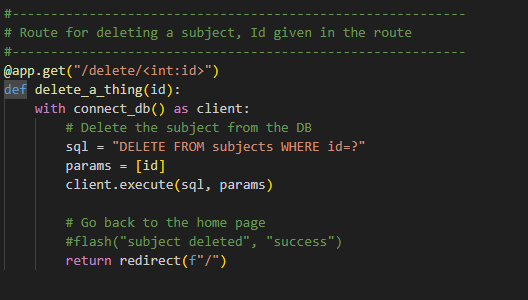 #-----------------------------------------------------------
# Route for deleting a subject, Id given in the route
#-----------------------------------------------------------
@app.get("/delete/<int:id>")
def delete_a_thing(id):
    with connect_db() as client:
        # Delete the subject from the DB
        sql = "DELETE FROM subjects WHERE id=?"
        params = [id]
        client.execute(sql, params)

        # Go back to the home page
        #flash("subject deleted", "success")
        return redirect(f"/")